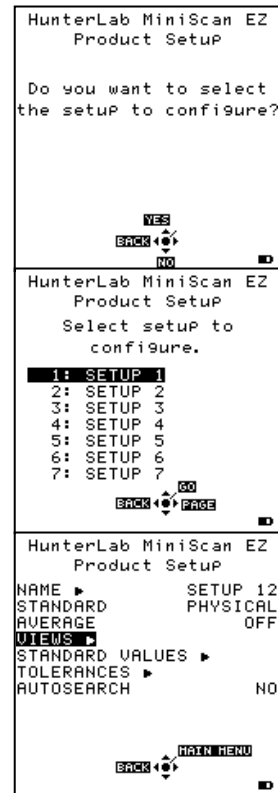 HunterLab MiniScan EZ
Product Setup
Do you want to select
the setup to configure?
YES
BACK
NO
HunterLab MiniScan EZ
Product Setup
Select setup to
configure.
1: SETUP 1
2: SETUP 2
3: SETUP 3
4: SETUP 4
5: SETUP 5
6: SETUP 6
7: SETUP 7
GO
BACK PAGE
HunterLab MiniScan EZ
Product Setup
NAME ▶ SETUP 12
STANDARD PHYSICAL
AVERAGE OFF
VIEWS ▶
STANDARD VALUES ▶
TOLERANCES ▶
AUTOSEARCH NO
MAIN MENU
BACK